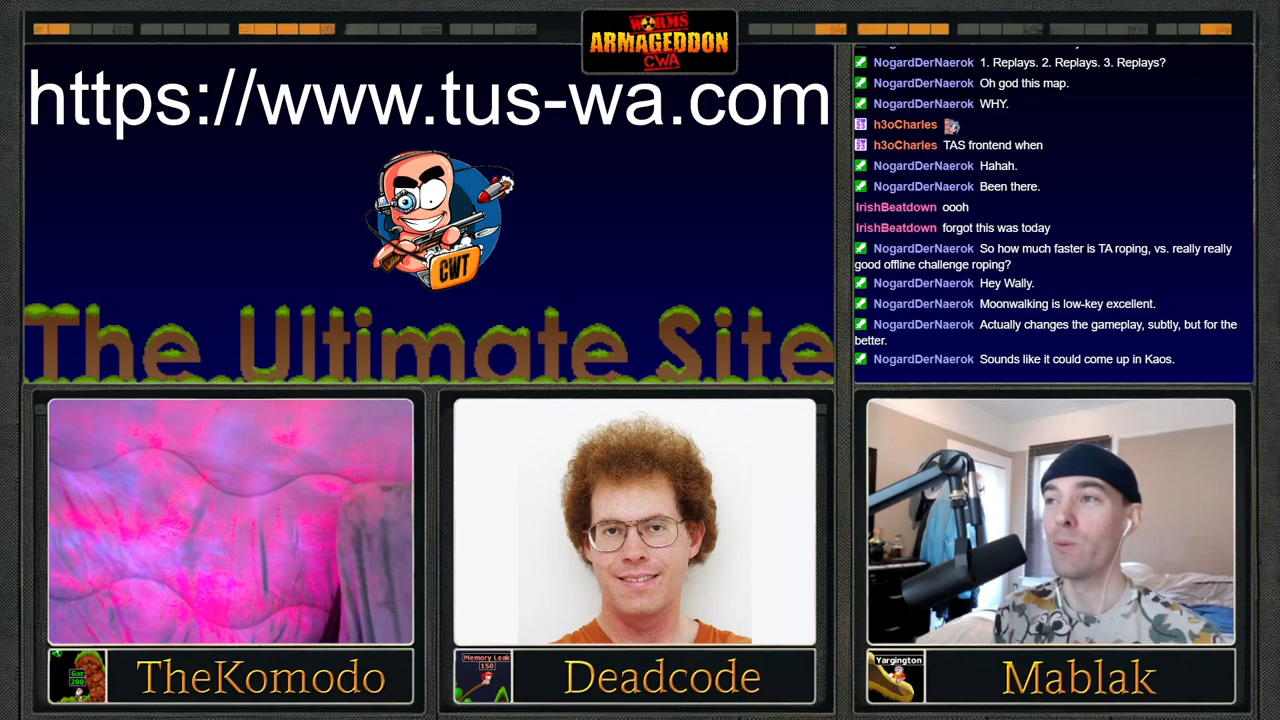 WORMS
ARMAGEDDON
CWA
https://www.tus-wa.com
CWT
The Ultimate Site
NogardDerNaerok 1. Replays. 2. Replays. 3. Replays?
NogardDerNaerok Oh god this map.
NogardDerNaerok WHY.
h3oCharles
h3oCharles TAS frontend when
NogardDerNaerok Hahah.
NogardDerNaerok Been there.
IrishBeatdown oooh
IrishBeatdown forgot this was today
NogardDerNaerok So how much faster is TA roping, vs. really really
good offline challenge roping?
NogardDerNaerok Hey Wally.
NogardDerNaerok Moonwalking is low-key excellent.
NogardDerNaerok Actually changes the gameplay, subtly, but for the
better.
NogardDerNaerok Sounds like it could come up in Kaos.
Gaz
200
TheKomodo
Memory Leak
150
Deadcode
Yargington
Mablak